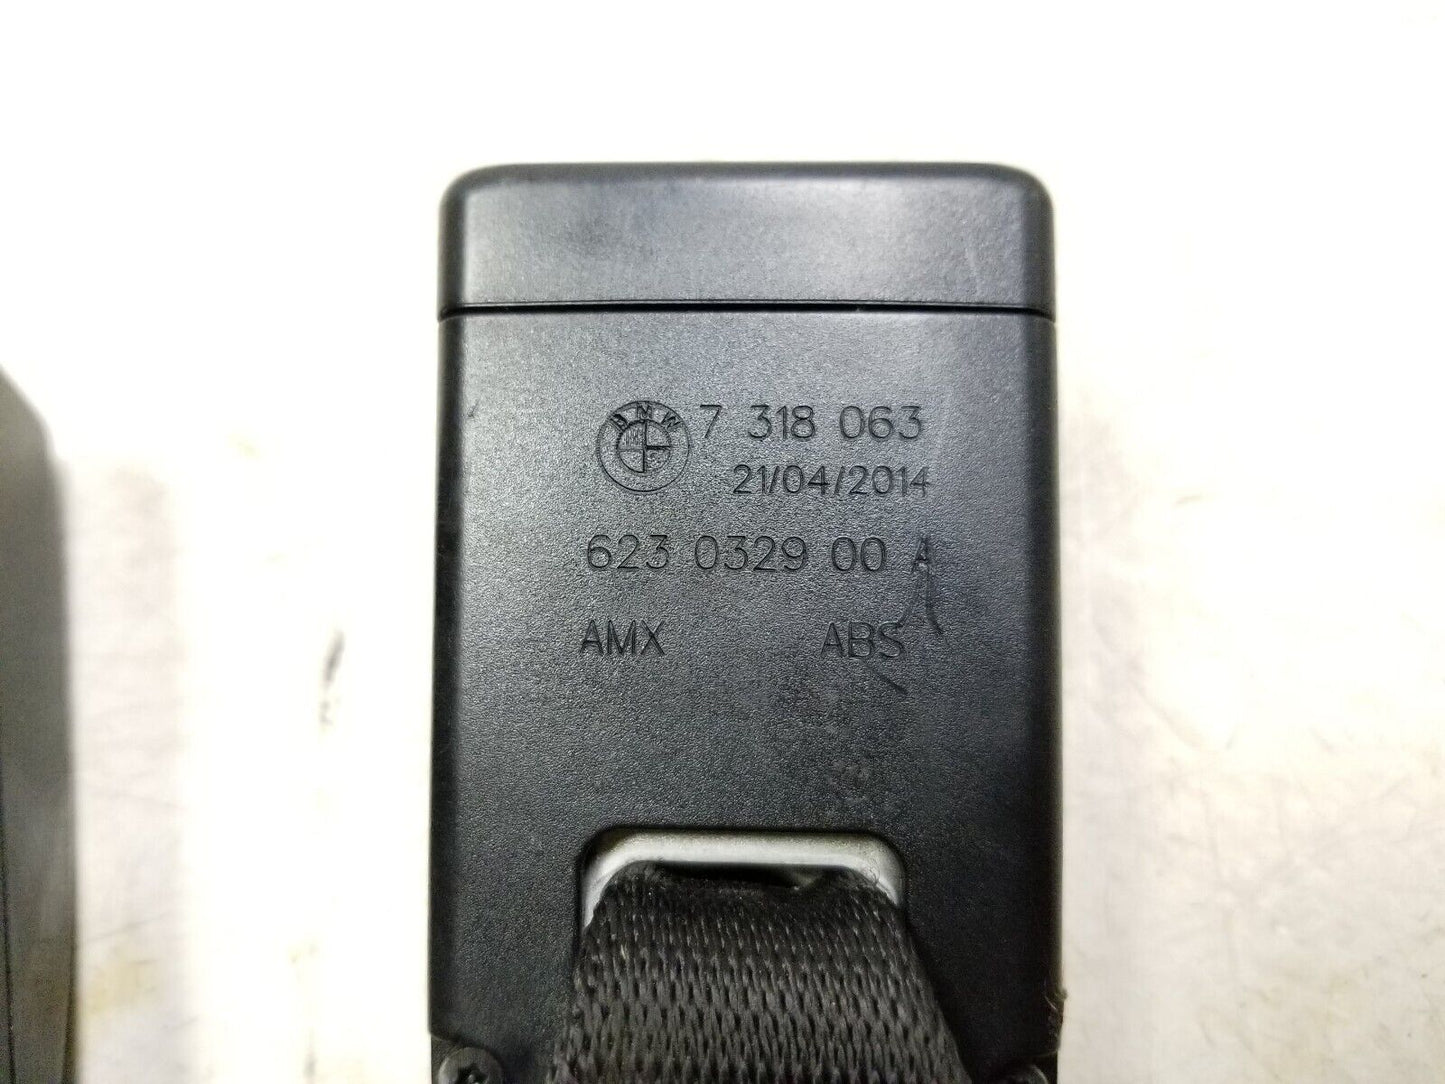 BMW 7 318 063
21/04/2014
623 0329 00 A
AMX ABS